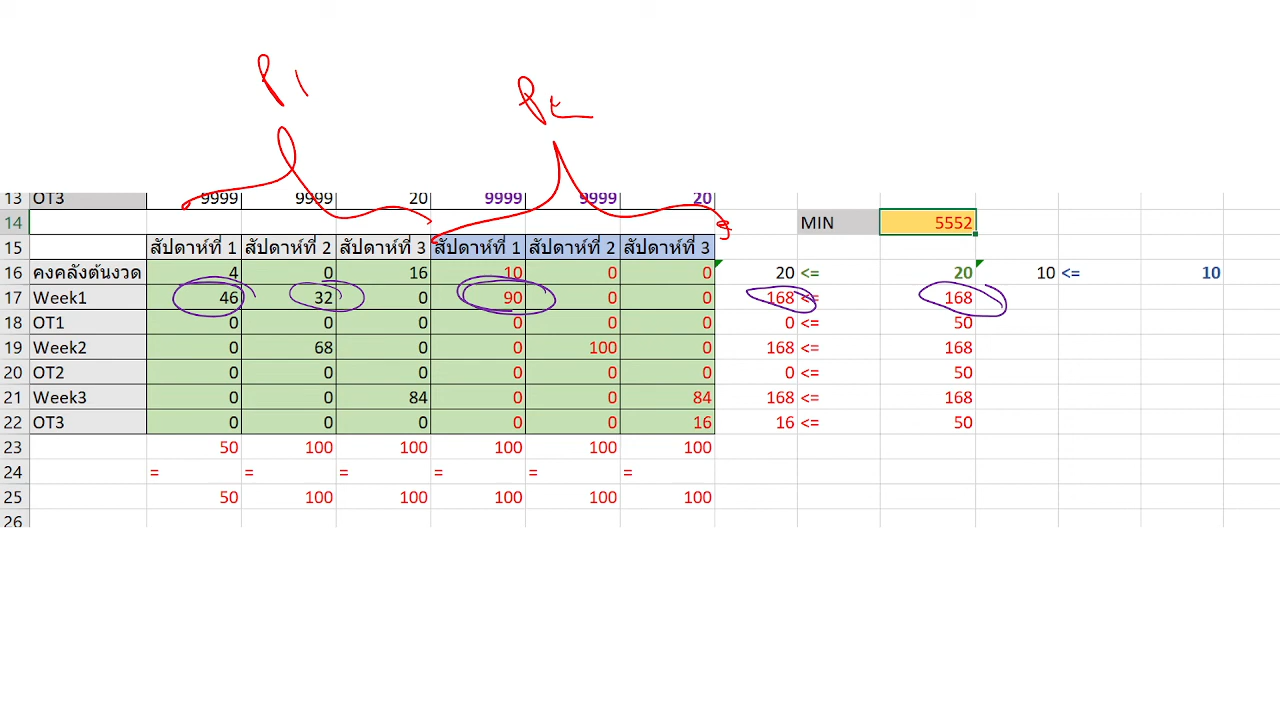 P1
P2
13 OT3 9999 9999 20 9999 9999 20
14 MIN 5552
15 สัปดาห์ที่ 1 สัปดาห์ที่ 2 สัปดาห์ที่ 3 สัปดาห์ที่ 1 สัปดาห์ที่ 2 สัปดาห์ที่ 3
16 คงคลังต้นงวด 4 0 16 10 0 0 20 <= 20 10 <= 10
17 Week1 46 32 0 90 0 0 168 <= 168
18 OT1 0 0 0 0 0 0 0 <= 50
19 Week2 0 68 0 0 100 0 168 <= 168
20 OT2 0 0 0 0 0 0 0 <= 50
21 Week3 0 0 84 0 0 84 168 <= 168
22 OT3 0 0 0 0 0 16 16 <= 50
23 50 100 100 100 100 100
24 = = = = = =
25 50 100 100 100 100 100
26